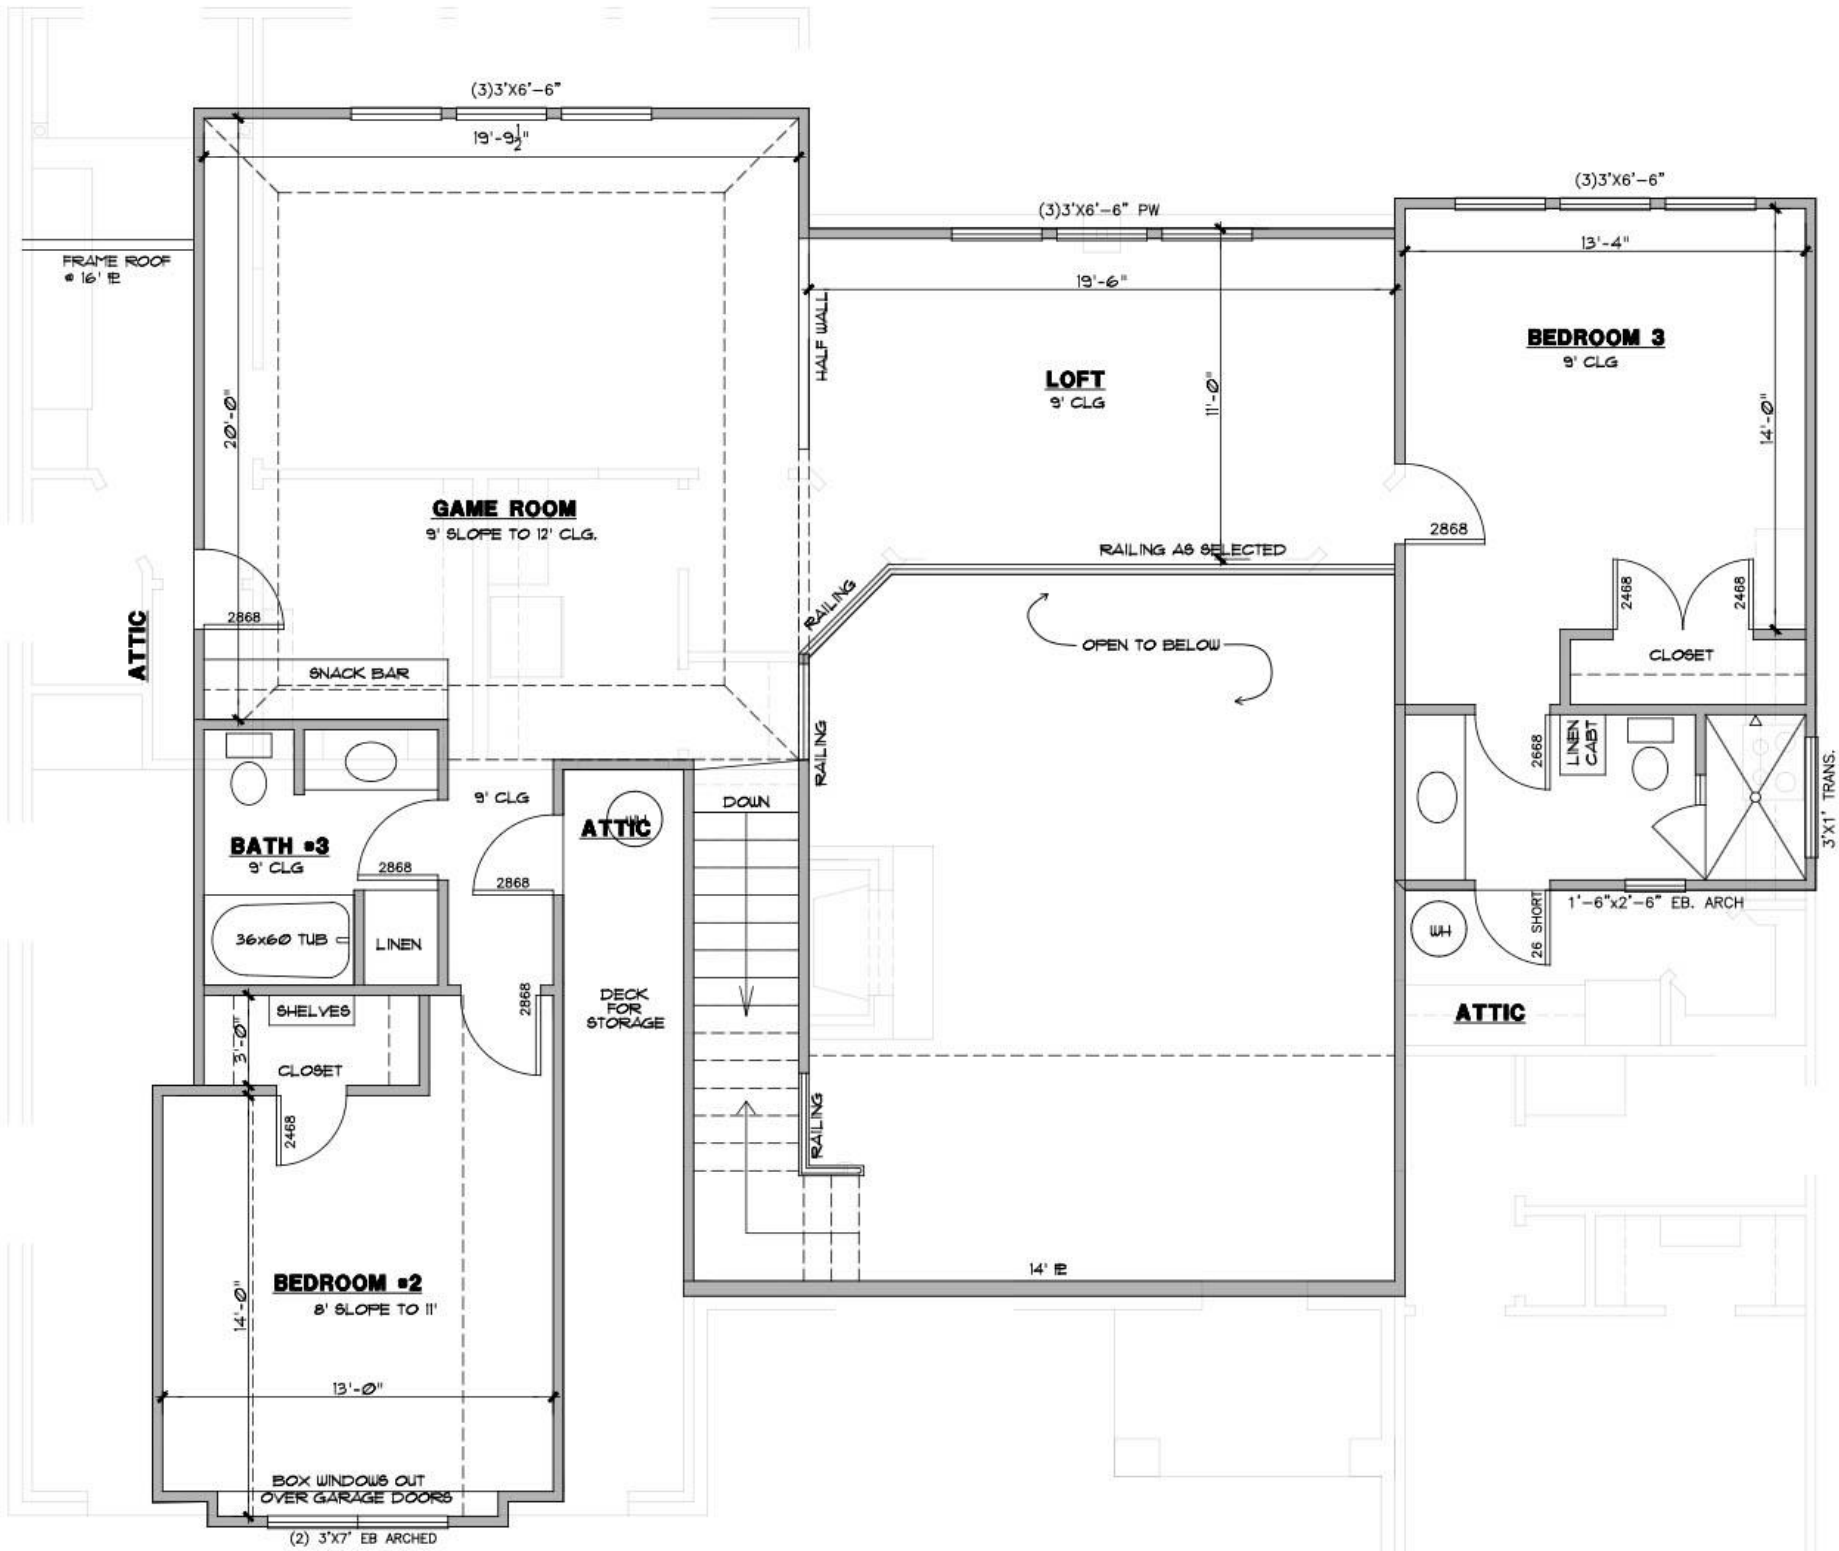 (3)3'X6'-6"
19'-9½"
(3)3'X6'-6"
(3)3'X6'-6" PW
13'-4"
FRAME ROOF
@ 16' PL
19'-6"
HALF WALL
BEDROOM 3
9' CLG
LOFT
9' CLG
11'-0"
20'-0"
14'-0"
GAME ROOM
9' SLOPE TO 12' CLG.
2868
RAILING AS SELECTED
RAILING
2468
2468
2868
ATTIC
OPEN TO BELOW
CLOSET
SNACK BAR
RAILING
2668
LINEN
CABT
3'X1' TRANS.
9' CLG
DOWN
ATTIC
WH
BATH #3
9' CLG
2868
2868
1'-6"x2'-6" EB. ARCH
26 SHORT
WH
36x60 TUB
LINEN
2868
DECK
FOR
STORAGE
SHELVES
3'-0"
ATTIC
CLOSET
2468
RAILING
14' PL
BEDROOM #2
8' SLOPE TO 11'
14'-0"
13'-0"
BOX WINDOWS OUT
OVER GARAGE DOORS
(2) 3'X7' EB ARCHED